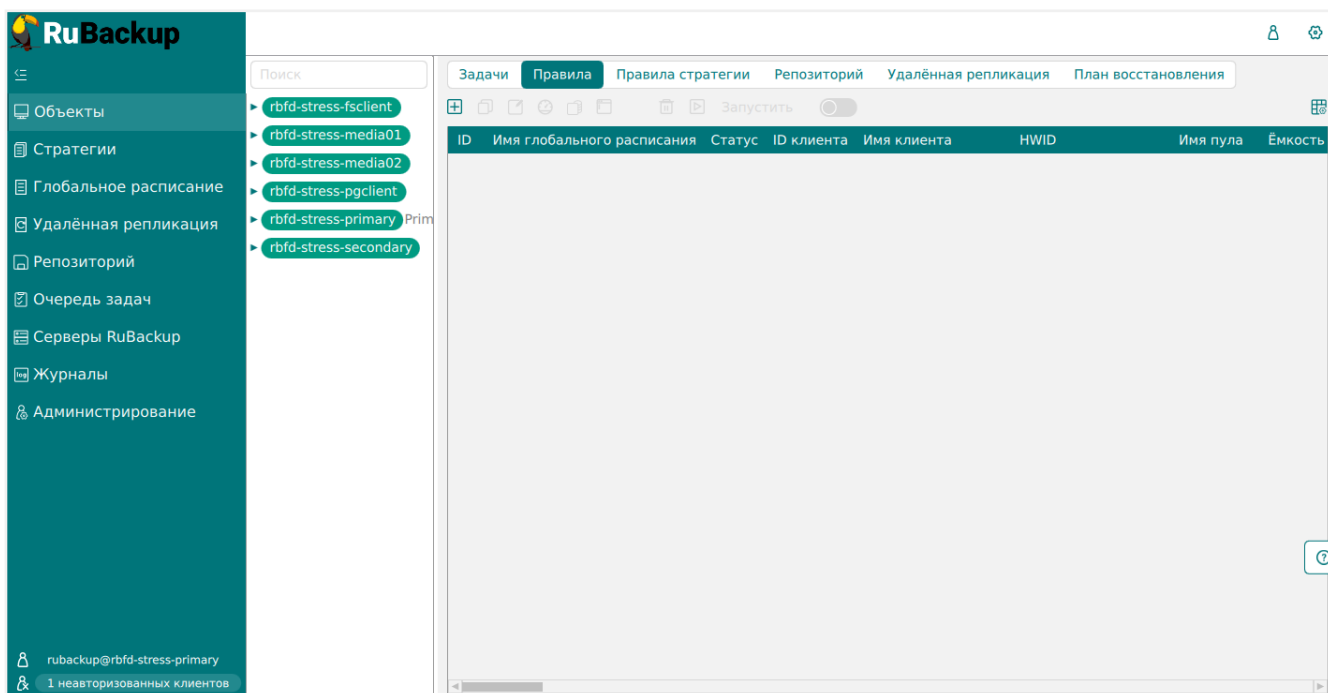 RuBackup
Объекты
Стратегии
Глобальное расписание
Удалённая репликация
Репозиторий
Очередь задач
Серверы RuBackup
log Журналы
Администрирование
rubackup@rbfd-stress-primary
1 неавторизованных клиентов
Поиск
rbfd-stress-fsclient
rbfd-stress-media01
rbfd-stress-media02
rbfd-stress-pgclient
rbfd-stress-primary Prim
rbfd-stress-secondary
Задачи Правила Правила стратегии Репозиторий Удалённая репликация План восстановления
Запустить
ID Имя глобального расписания Статус ID клиента Имя клиента HWID Имя пула Ёмкость